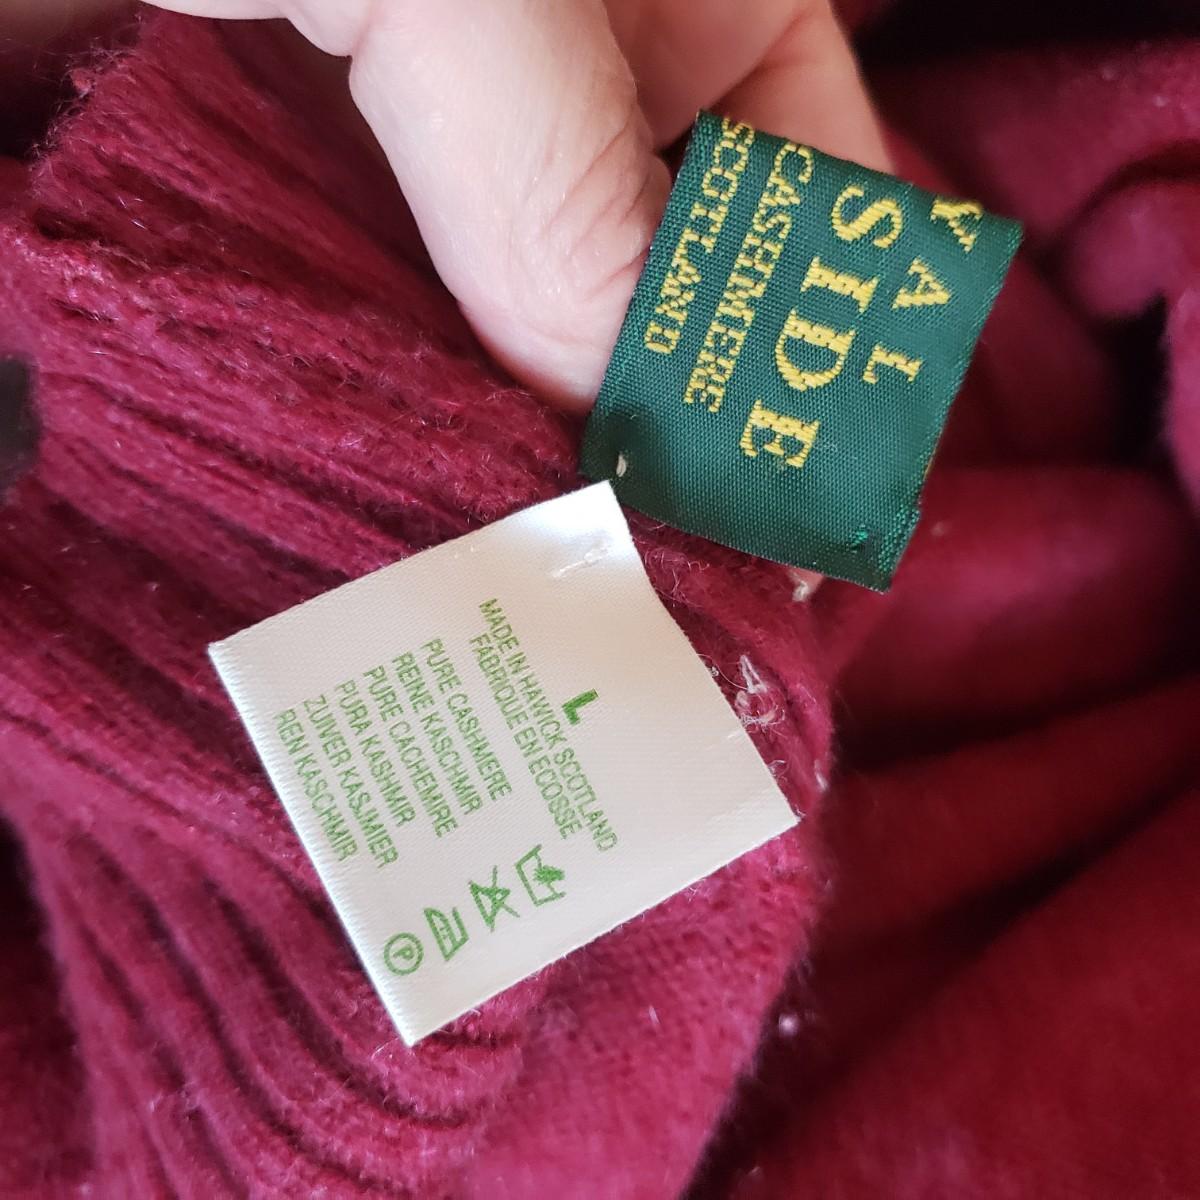 YAL
SIDE
CASHMERE
SCOTLAND
L
MADE IN HAWICK SCOTLAND
FABRIQUE EN ECOSSE
PURE CASHMERE
REINE KASCHMIR
PURE CACHEMIRE
PURA KASHMIR
ZUIVER KASJMIER
REN KASCHMIR
P